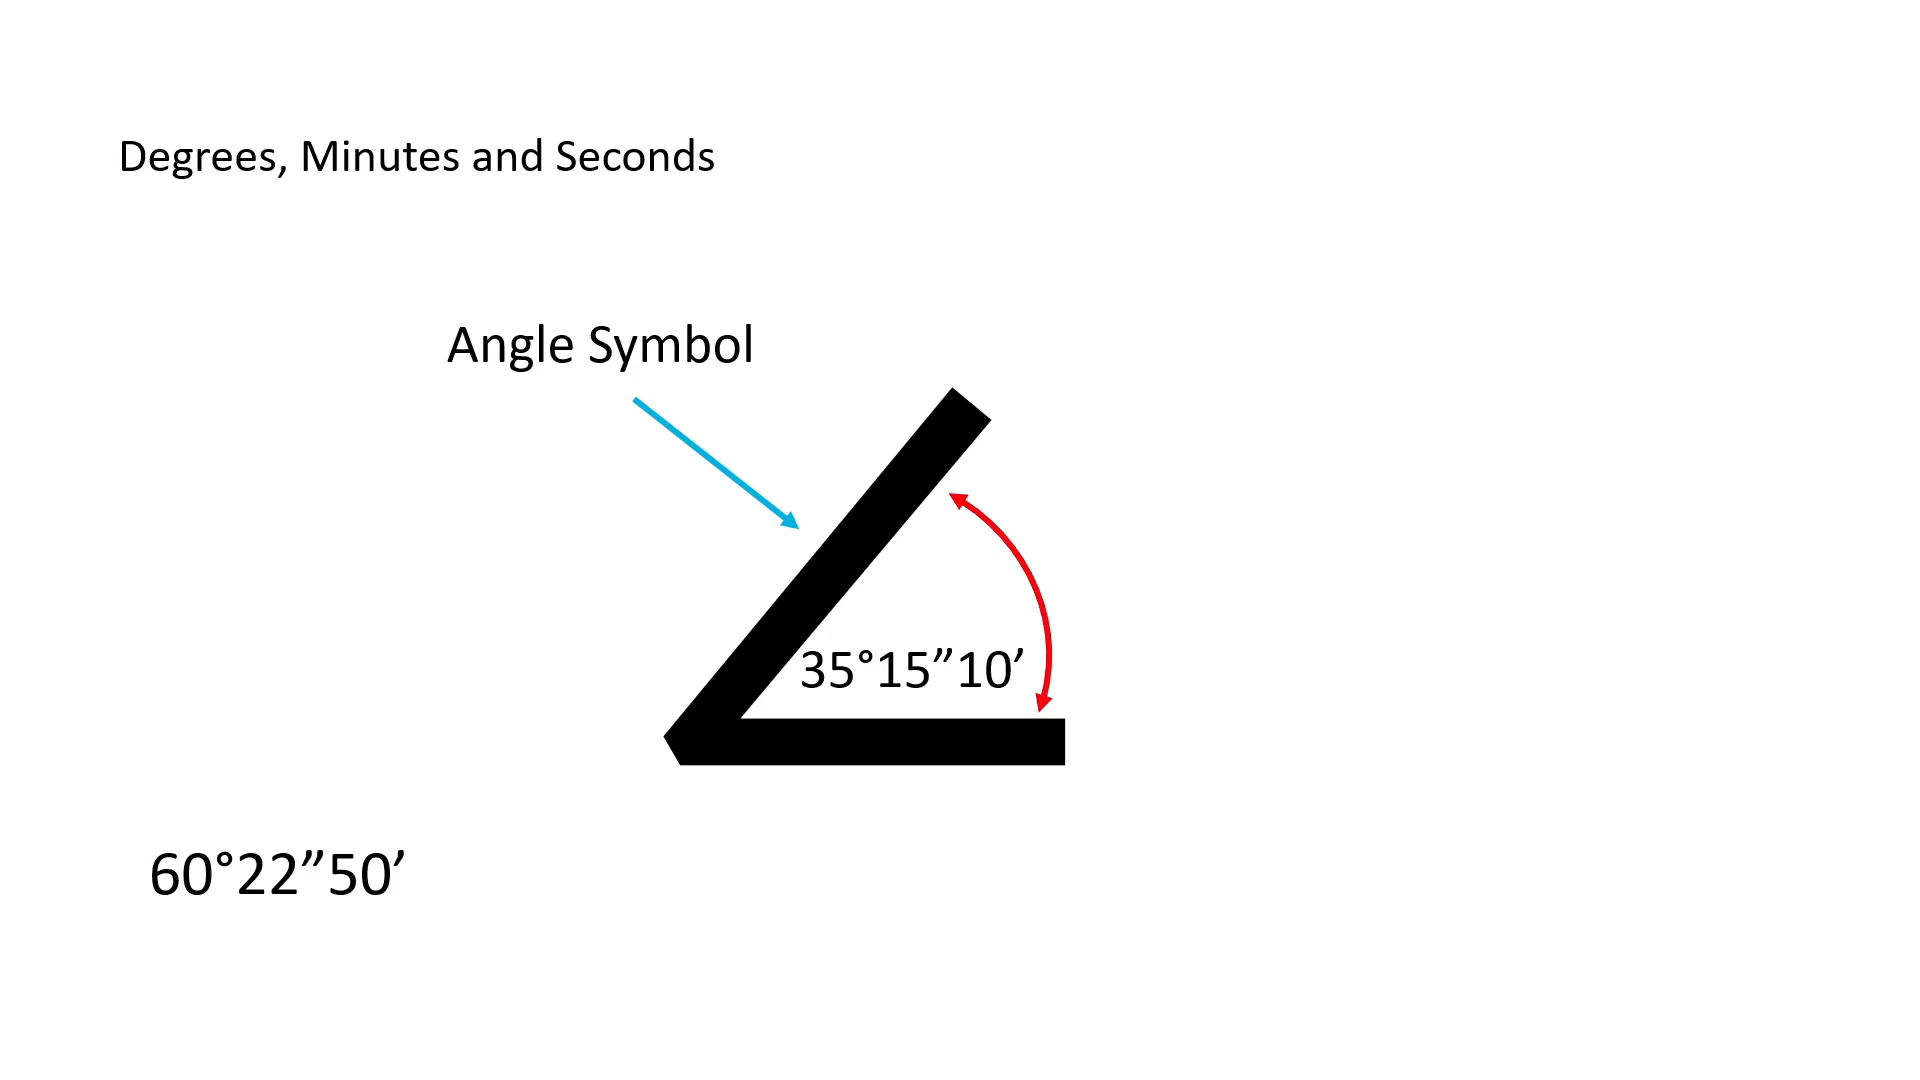 Degrees, Minutes and Seconds
Angle Symbol
35°15”10’
60°22”50’